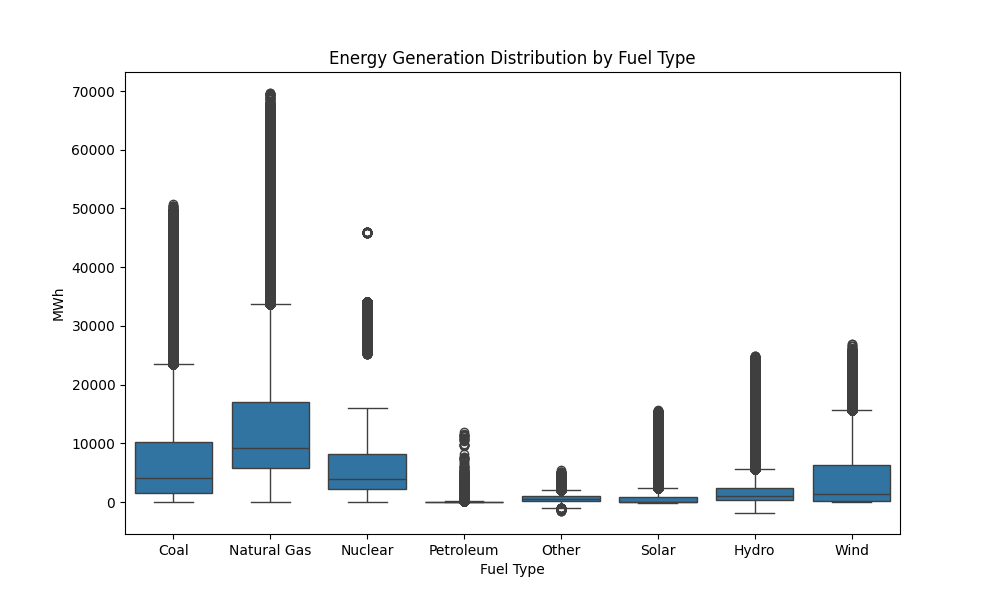 Energy Generation Distribution by Fuel Type
MWh
70000
60000
50000
40000
30000
20000
10000
0
Coal Natural Gas Nuclear Petroleum Other Solar Hydro Wind
Fuel Type